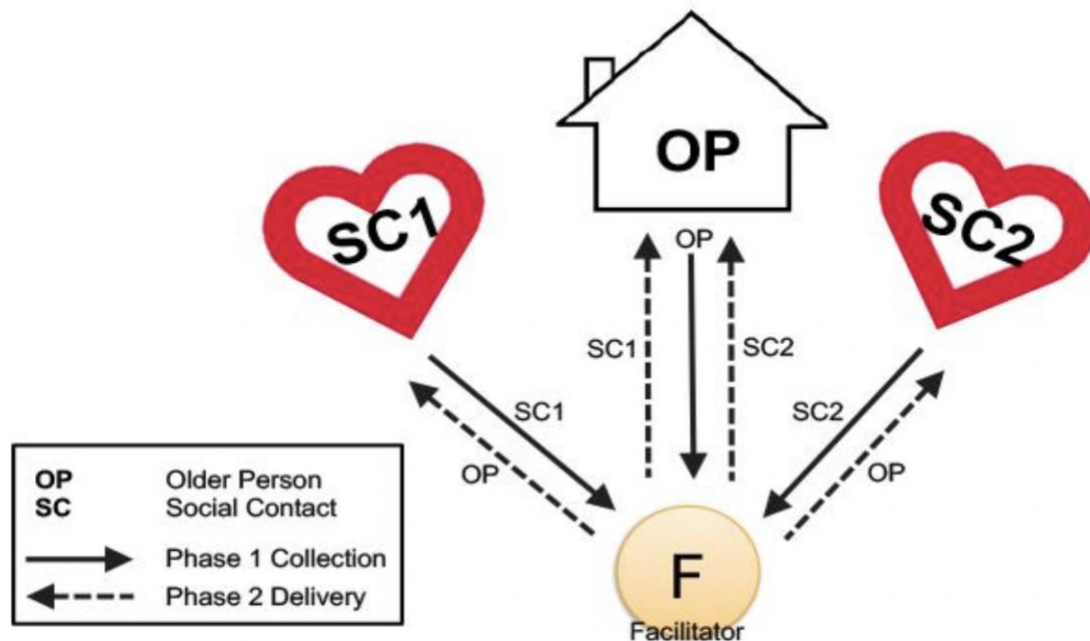 OP
SC1
SC2
OP
SC1
SC2
SC1
SC2
OP
OP
OP Older Person
SC Social Contact
Phase 1 Collection
Phase 2 Delivery
F
Facilitator